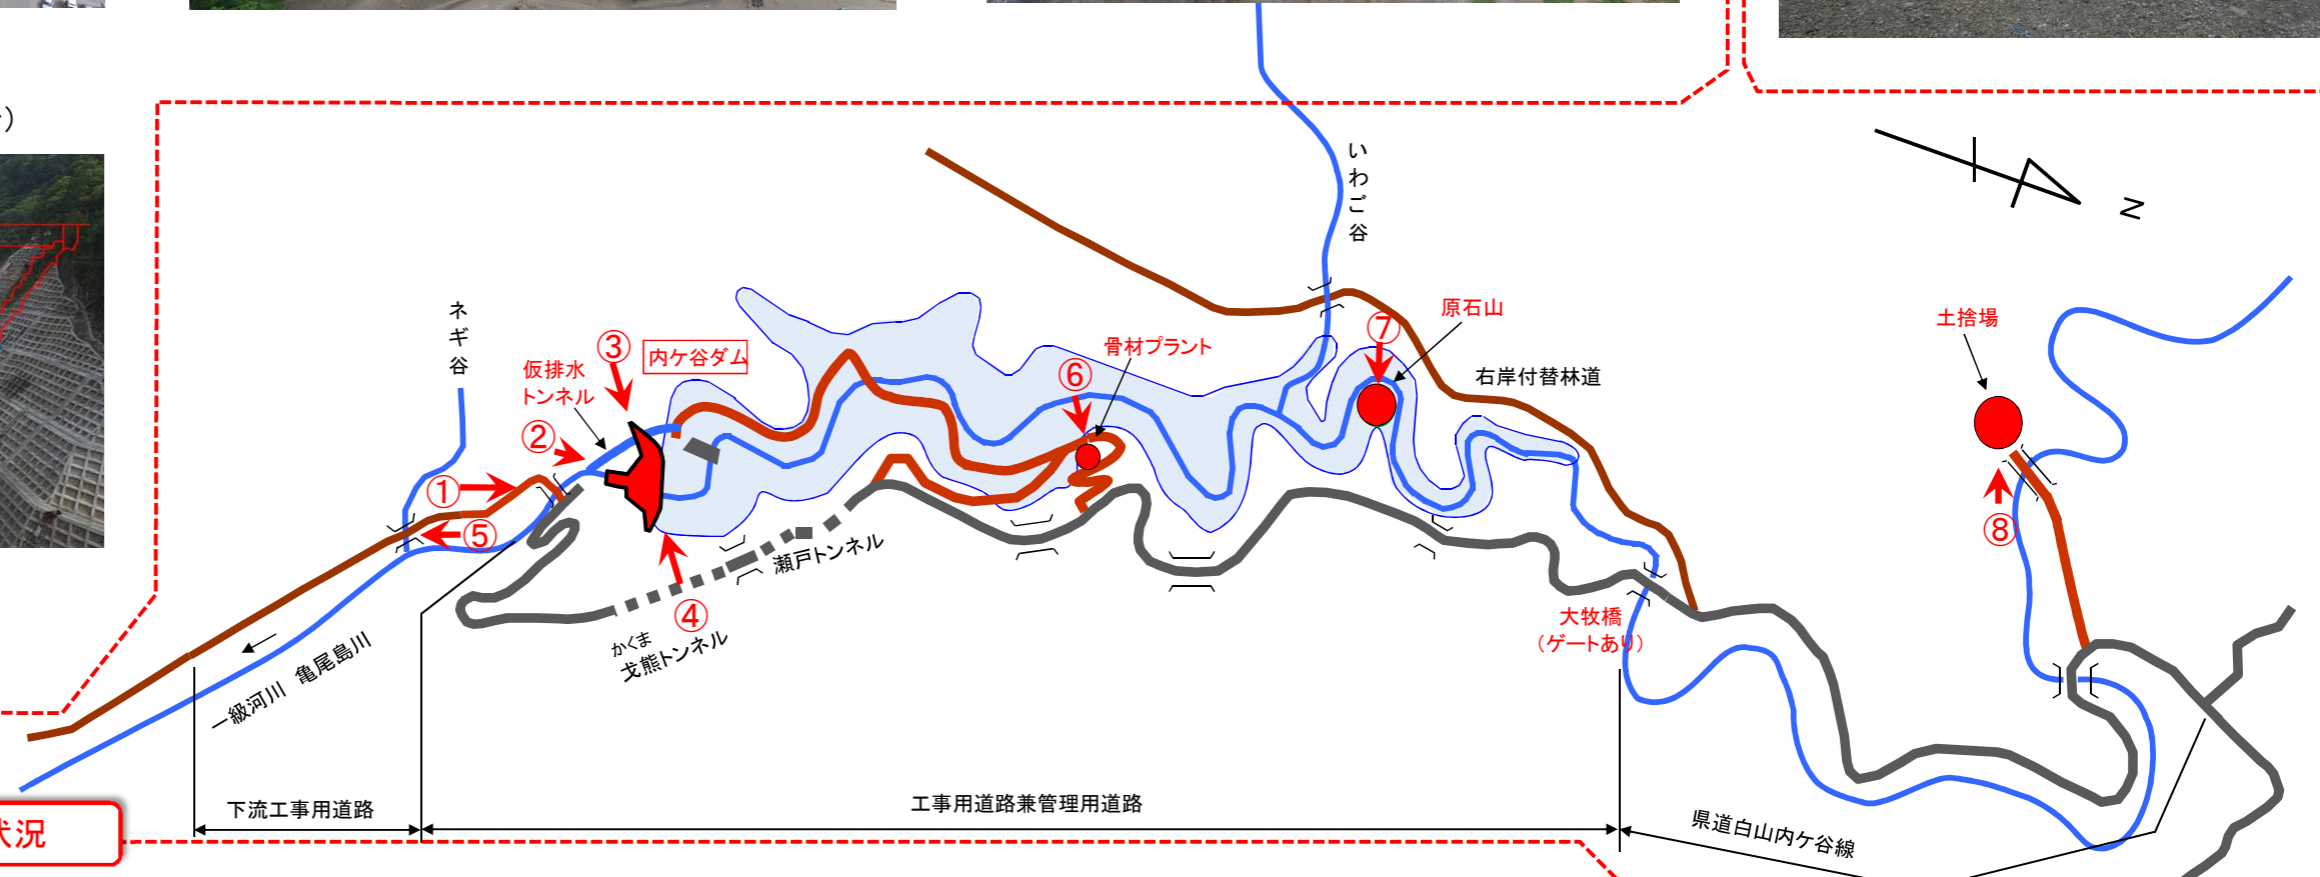 ）
N
い
わ
ご
谷
ネ
ギ
谷
③
内ケ谷ダム
仮排水
トンネル
②
①
⑤
⑥
骨材プラント
⑦
原石山
右岸付替林道
土捨場
⑧
瀬戸トンネル
④
かくま
戈熊トンネル
大牧橋
（ゲートあり）
一級河川　亀尾島川
下流工事用道路
工事用道路兼管理用道路
県道白山内ケ谷線
状況